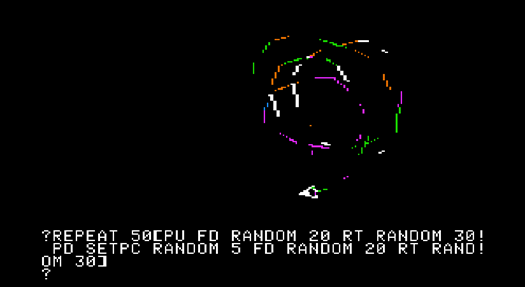 ?REPEAT 50[PU FD RANDOM 20 RT RANDOM 30!
PD SETPC RANDOM 5 FD RANDOM 20 RT RAND!
OM 30]
?